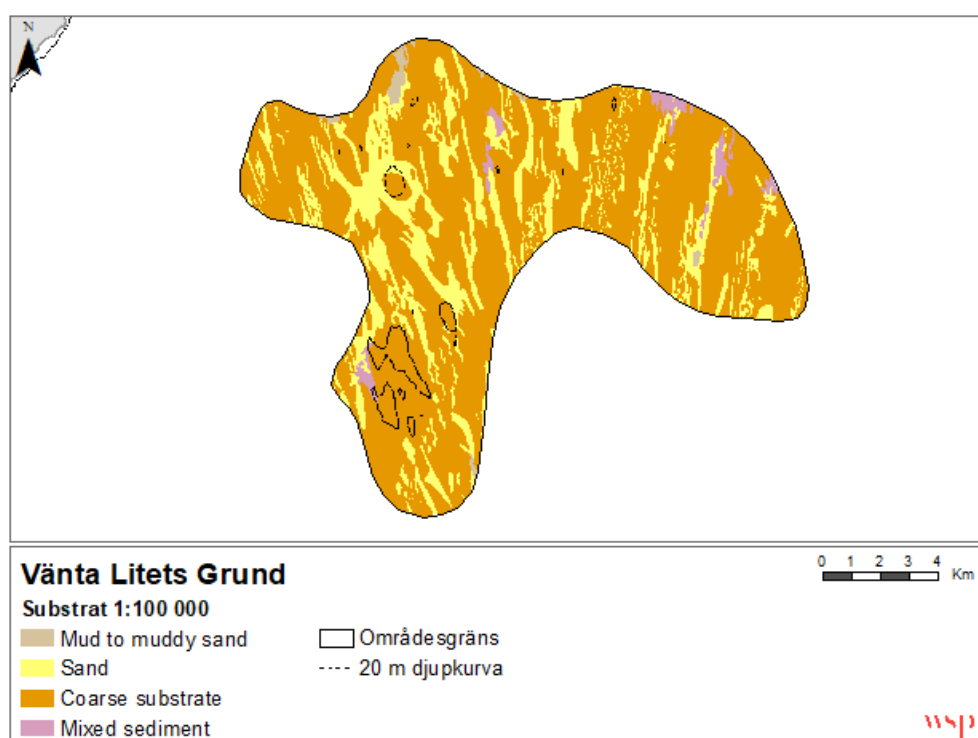 N
Vänta Litets Grund
0 1 2 3 4
Km
Substrat 1:100 000
Mud to muddy sand
Områdesgräns
Sand
20 m djupkurva
Coarse substrate
Mixed sediment
wsp